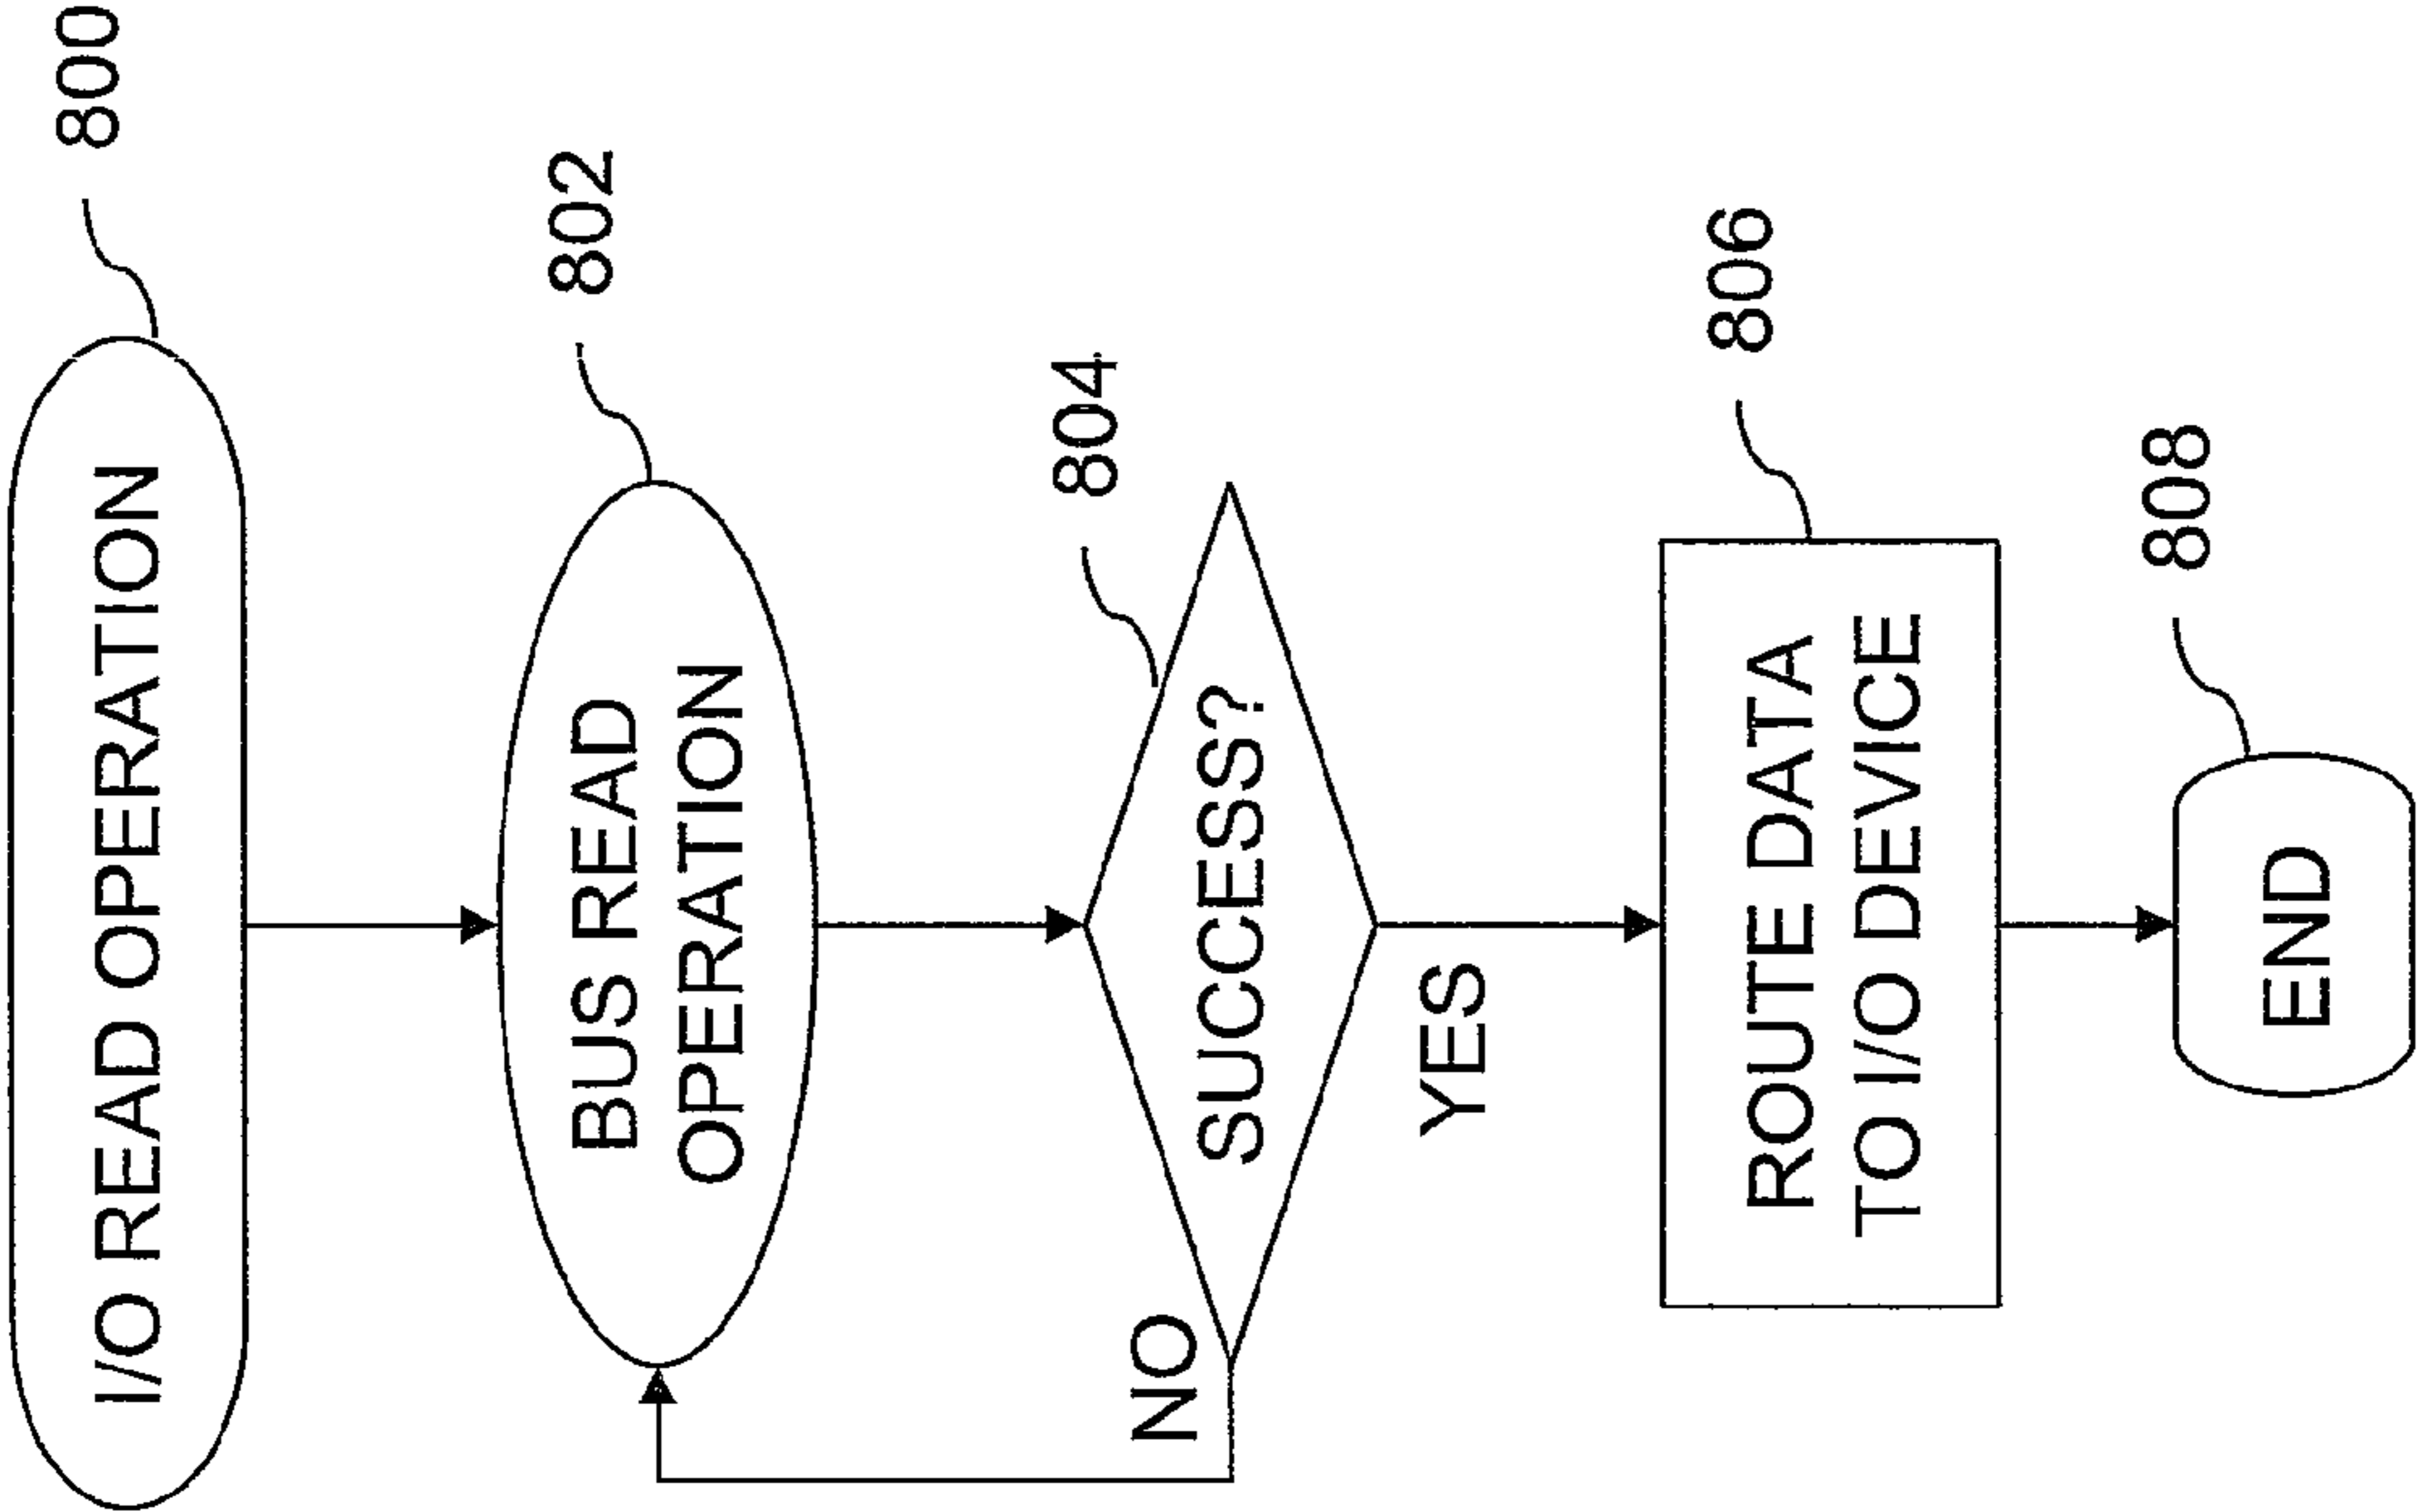 800
I/O READ OPERATION
802
BUS READ
OPERATION
804
SUCCESS?
NO
YES
806
ROUTE DATA
TO I/O DEVICE
808
END